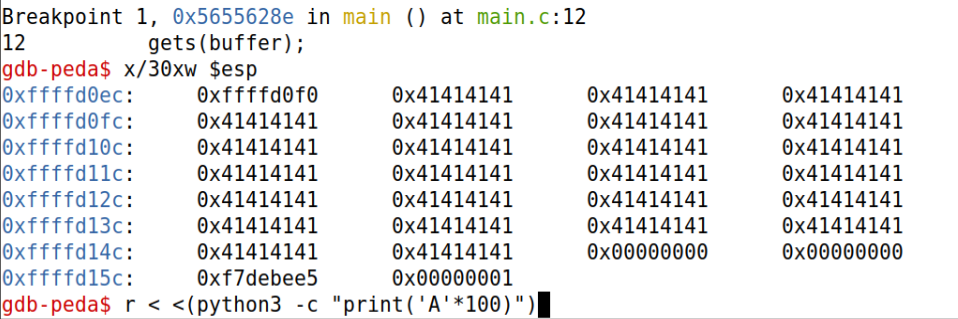 Breakpoint 1, 0x5655628e in main () at main.c:12
12 gets(buffer);
gdb-peda$ x/30xw $esp
0xffffd0ec: 0xffffd0f0 0x41414141 0x41414141 0x41414141
0xffffd0fc: 0x41414141 0x41414141 0x41414141 0x41414141
0xffffd10c: 0x41414141 0x41414141 0x41414141 0x41414141
0xffffd11c: 0x41414141 0x41414141 0x41414141 0x41414141
0xffffd12c: 0x41414141 0x41414141 0x41414141 0x41414141
0xffffd13c: 0x41414141 0x41414141 0x41414141 0x41414141
0xffffd14c: 0x41414141 0x41414141 0x00000000 0x00000000
0xffffd15c: 0xf7debee5 0x00000001
gdb-peda$ r < <(python3 -c "print('A'*100)")